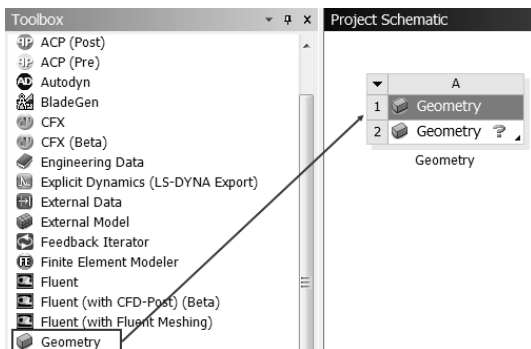 Toolbox
ACP (Post)
ACP (Pre)
Autodyn
BladeGen
CFX
CFX (Beta)
Engineering Data
Explicit Dynamics (LS-DYNA Export)
External Data
External Model
Feedback Iterator
Finite Element Modeler
Fluent
Fluent (with CFD-Post) (Beta)
Fluent (with Fluent Meshing)
Geometry
Project Schematic
A
1 Geometry
2 Geometry ?
Geometry